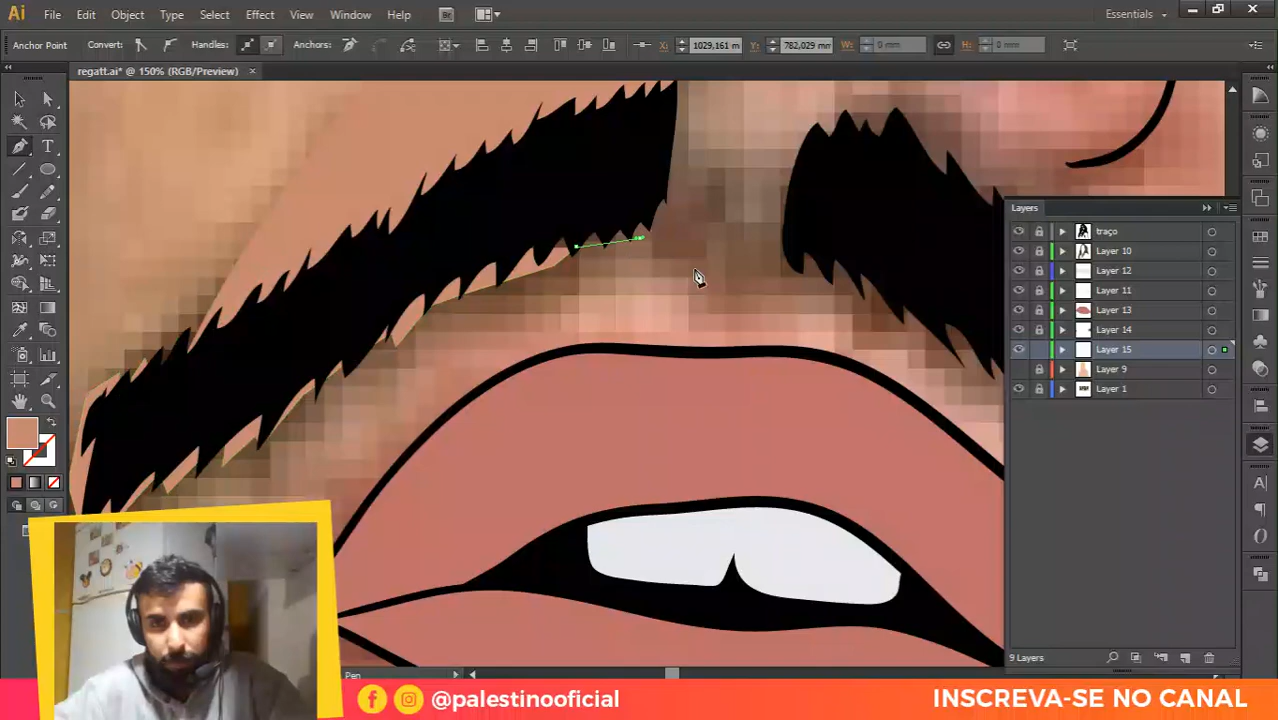 Ai File Edit Object Type Select Effect View Window Help Br Essentials
Anchor Point Convert: Handles: Anchors: X: 1029,161 m Y: 782,029 mm W: 0 mm H: 0 mm
regatt.ai* @ 150% (RGB/Preview)
Layers
traço
Layer 10
Layer 12
Layer 11
Layer 13
Layer 14
Layer 15
Layer 9
Layer 1
9 Layers
Pen
@palestinooficial
INSCREVA-SE NO CANAL